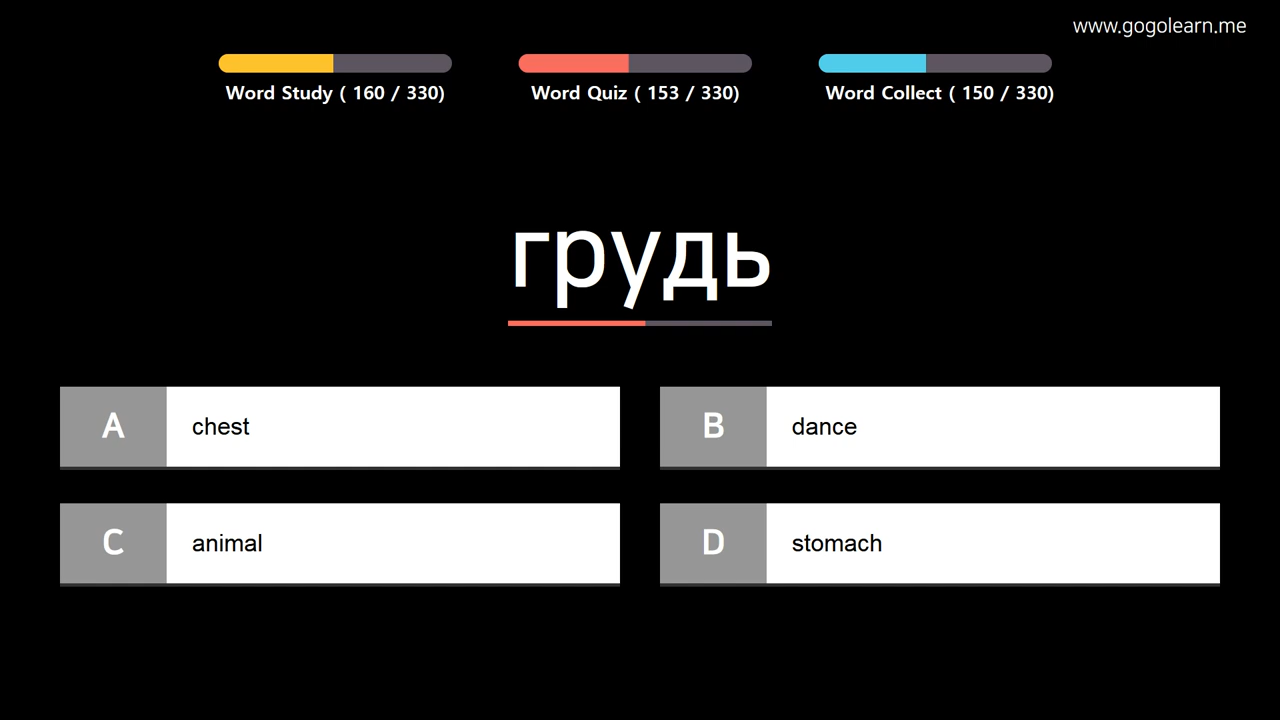 www.gogolearn.me
Word Study ( 160 / 330)
Word Quiz ( 153 / 330)
Word Collect ( 150 / 330)
грудь
A chest
B dance
C animal
D stomach